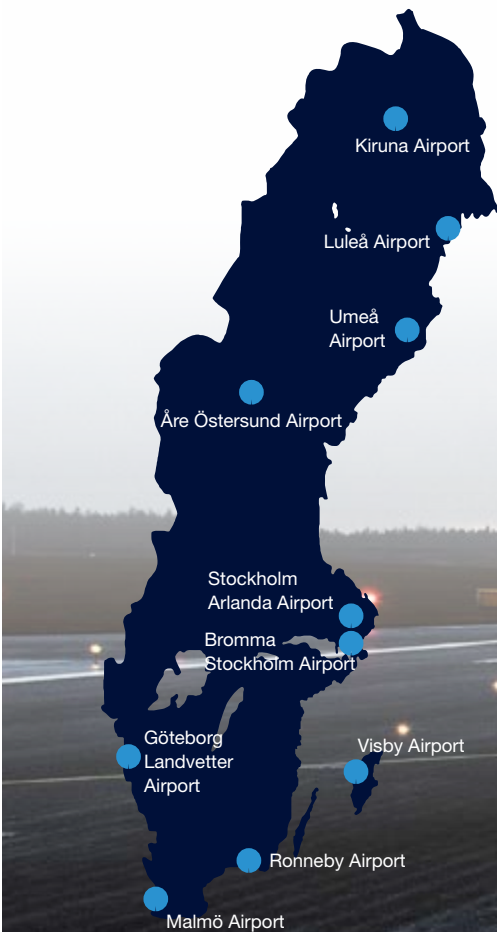 Kiruna Airport
Luleå Airport
Umeå
Airport
Åre Östersund Airport
Stockholm
Arlanda Airport
Bromma
Stockholm Airport
Göteborg
Landvetter
Airport
Visby Airport
Ronneby Airport
Malmö Airport